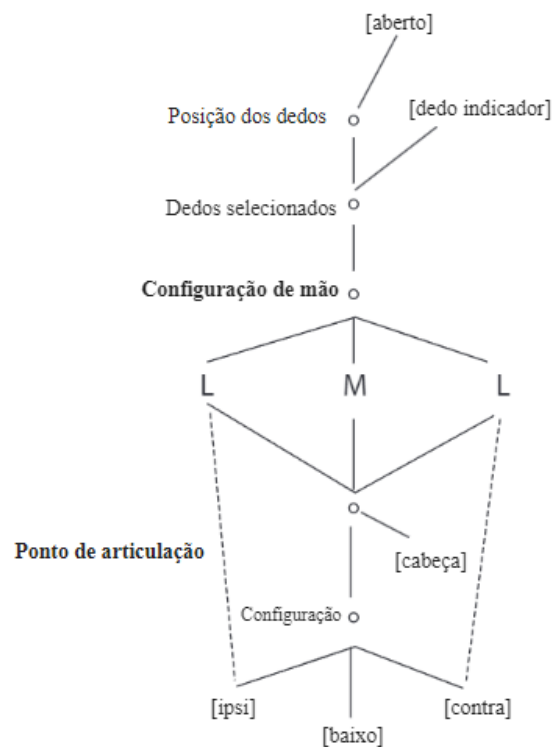 [aberto]
Posição dos dedos
[dedo indicador]
Dedos selecionados
Configuração de mão
L M L
Ponto de articulação
[cabeça]
Configuração
[ipsi]
[baixo]
[contra]